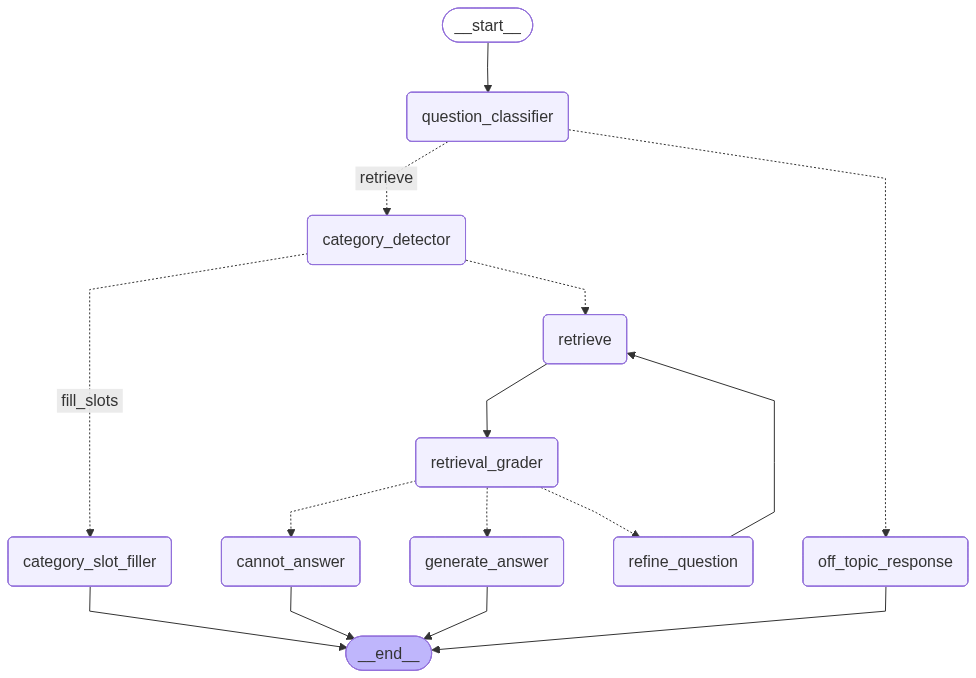 __start__
question_classifier
retrieve
category_detector
retrieve
fill_slots
retrieval_grader
category_slot_filler
cannot_answer
generate_answer
refine_question
off_topic_response
__end__